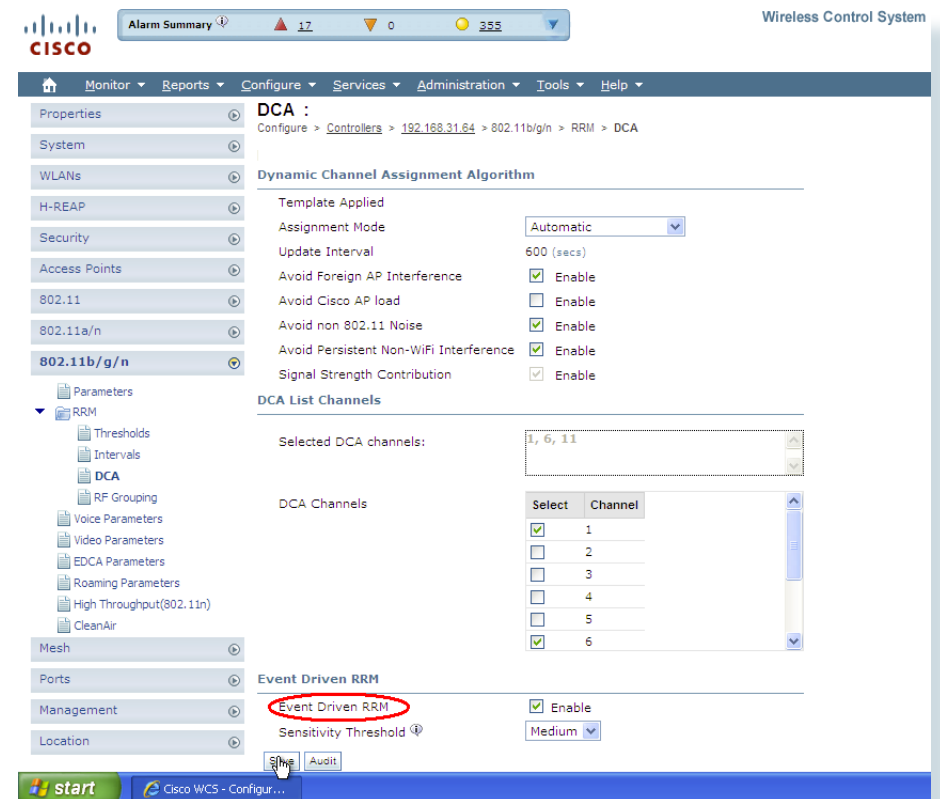 Alarm Summary 17 0 355
Wireless Control System
CISCO
Monitor Reports Configure Services Administration Tools Help
Properties
System
WLANs
H-REAP
Security
Access Points
802.11
802.11a/n
802.11b/g/n
Parameters
RRM
Thresholds
Intervals
DCA
RF Grouping
Voice Parameters
Video Parameters
EDCA Parameters
Roaming Parameters
High Throughput(802.11n)
CleanAir
Mesh
Ports
Management
Location
DCA :
Configure > Controllers > 192.168.31.64 > 802.11b/g/n > RRM > DCA
Dynamic Channel Assignment Algorithm
Template Applied
Assignment Mode Automatic
Update Interval 600 (secs)
Avoid Foreign AP Interference Enable
Avoid Cisco AP load Enable
Avoid non 802.11 Noise Enable
Avoid Persistent Non-WiFi Interference Enable
Signal Strength Contribution Enable
DCA List Channels
Selected DCA channels: 1, 6, 11
DCA Channels
Select Channel
1
2
3
4
5
6
Event Driven RRM
Event Driven RRM Enable
Sensitivity Threshold Medium
Save Audit
start Cisco WCS - Configur...